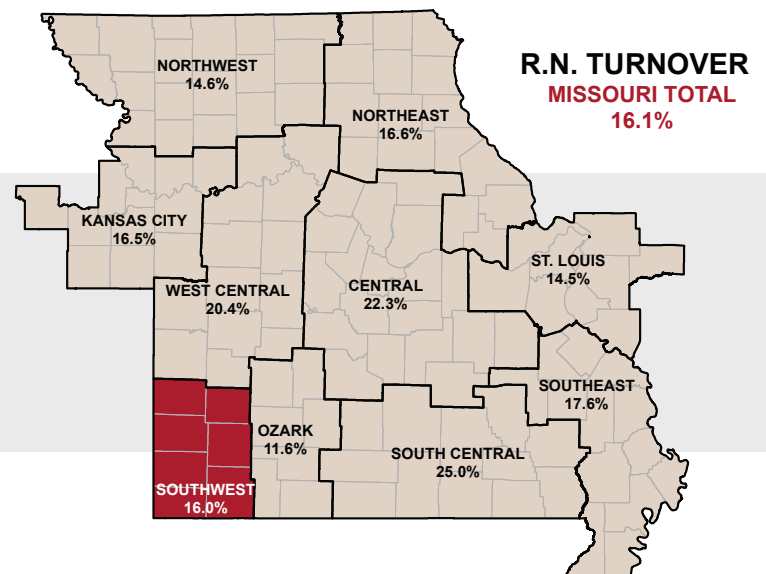 R.N. TURNOVER
MISSOURI TOTAL
16.1%
NORTHWEST
14.6%
NORTHEAST
16.6%
KANSAS CITY
16.5%
WEST CENTRAL
20.4%
CENTRAL
22.3%
ST. LOUIS
14.5%
SOUTHEAST
17.6%
OZARK
11.6%
SOUTH CENTRAL
25.0%
SOUTHWEST
16.0%